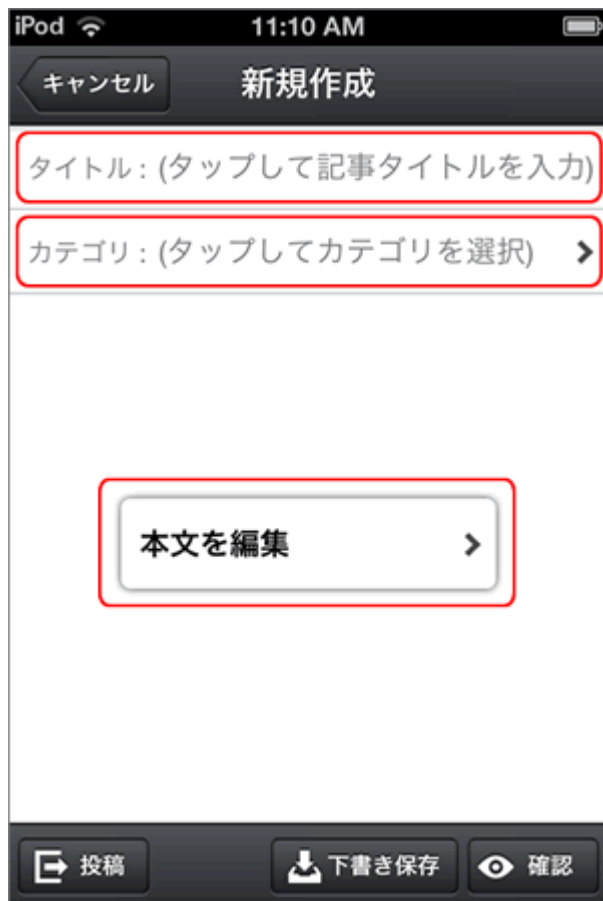 iPod 11:10 AM
キャンセル 新規作成
タイトル : (タップして記事タイトルを入力)
カテゴリ : (タップしてカテゴリを選択)
本文を編集
投稿 下書き保存 確認